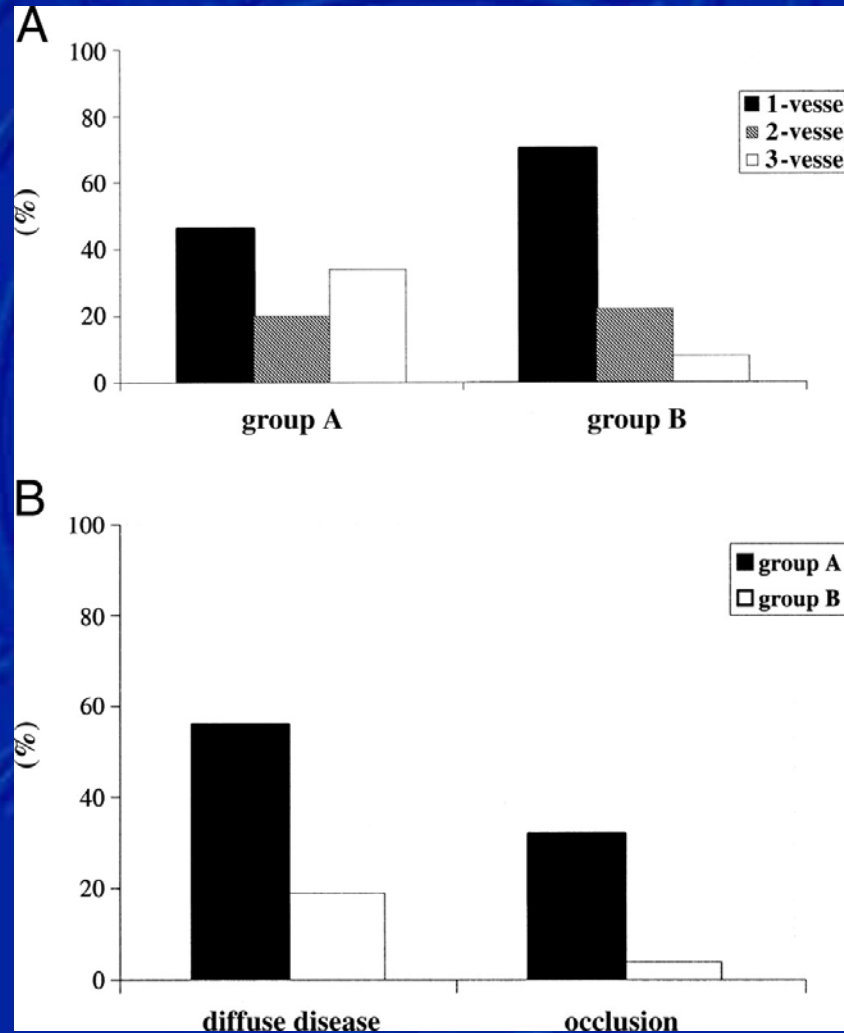 A
100
80
60
40
20
0
(%)
1-vesse
2-vesse
3-vesse
group A
group B
B
100
80
60
40
20
0
(%)
group A
group B
diffuse disease
occlusion